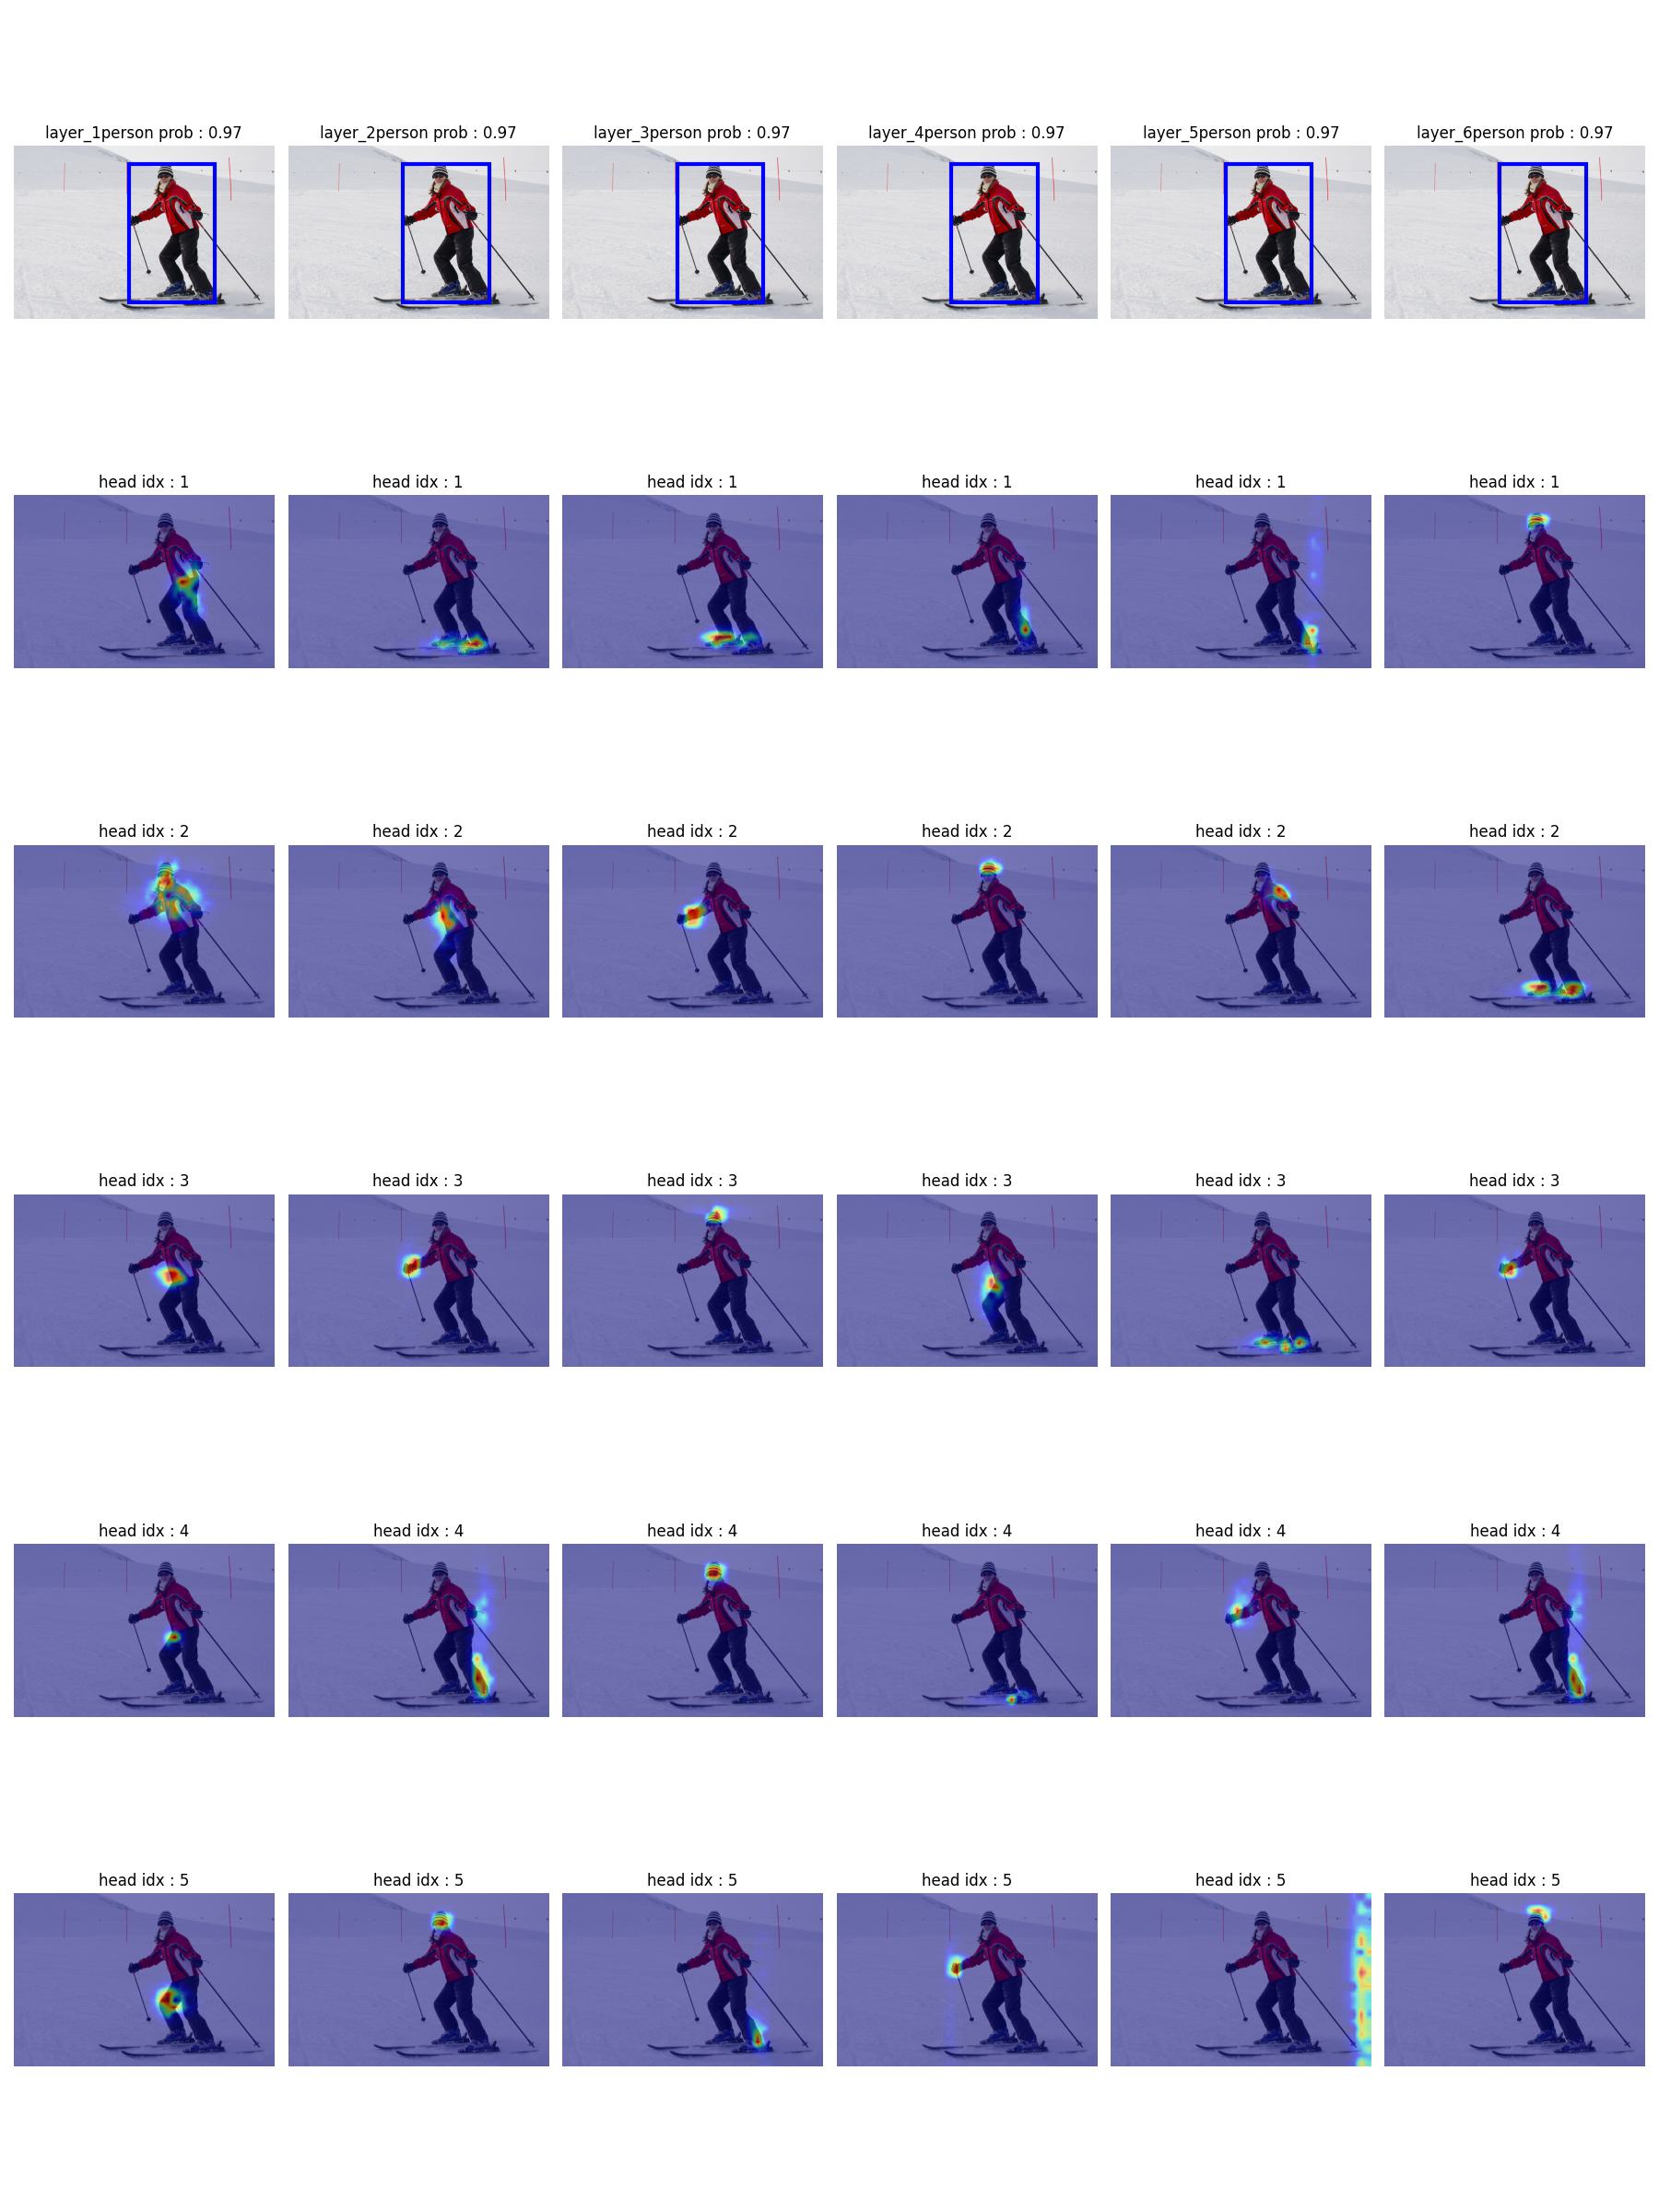 layer_1person prob : 0.97
layer_2person prob : 0.97
layer_3person prob : 0.97
layer_4person prob : 0.97
layer_5person prob : 0.97
layer_6person prob : 0.97
head idx : 1
head idx : 1
head idx : 1
head idx : 1
head idx : 1
head idx : 1
head idx : 2
head idx : 2
head idx : 2
head idx : 2
head idx : 2
head idx : 2
head idx : 3
head idx : 3
head idx : 3
head idx : 3
head idx : 3
head idx : 3
head idx : 4
head idx : 4
head idx : 4
head idx : 4
head idx : 4
head idx : 4
head idx : 5
head idx : 5
head idx : 5
head idx : 5
head idx : 5
head idx : 5